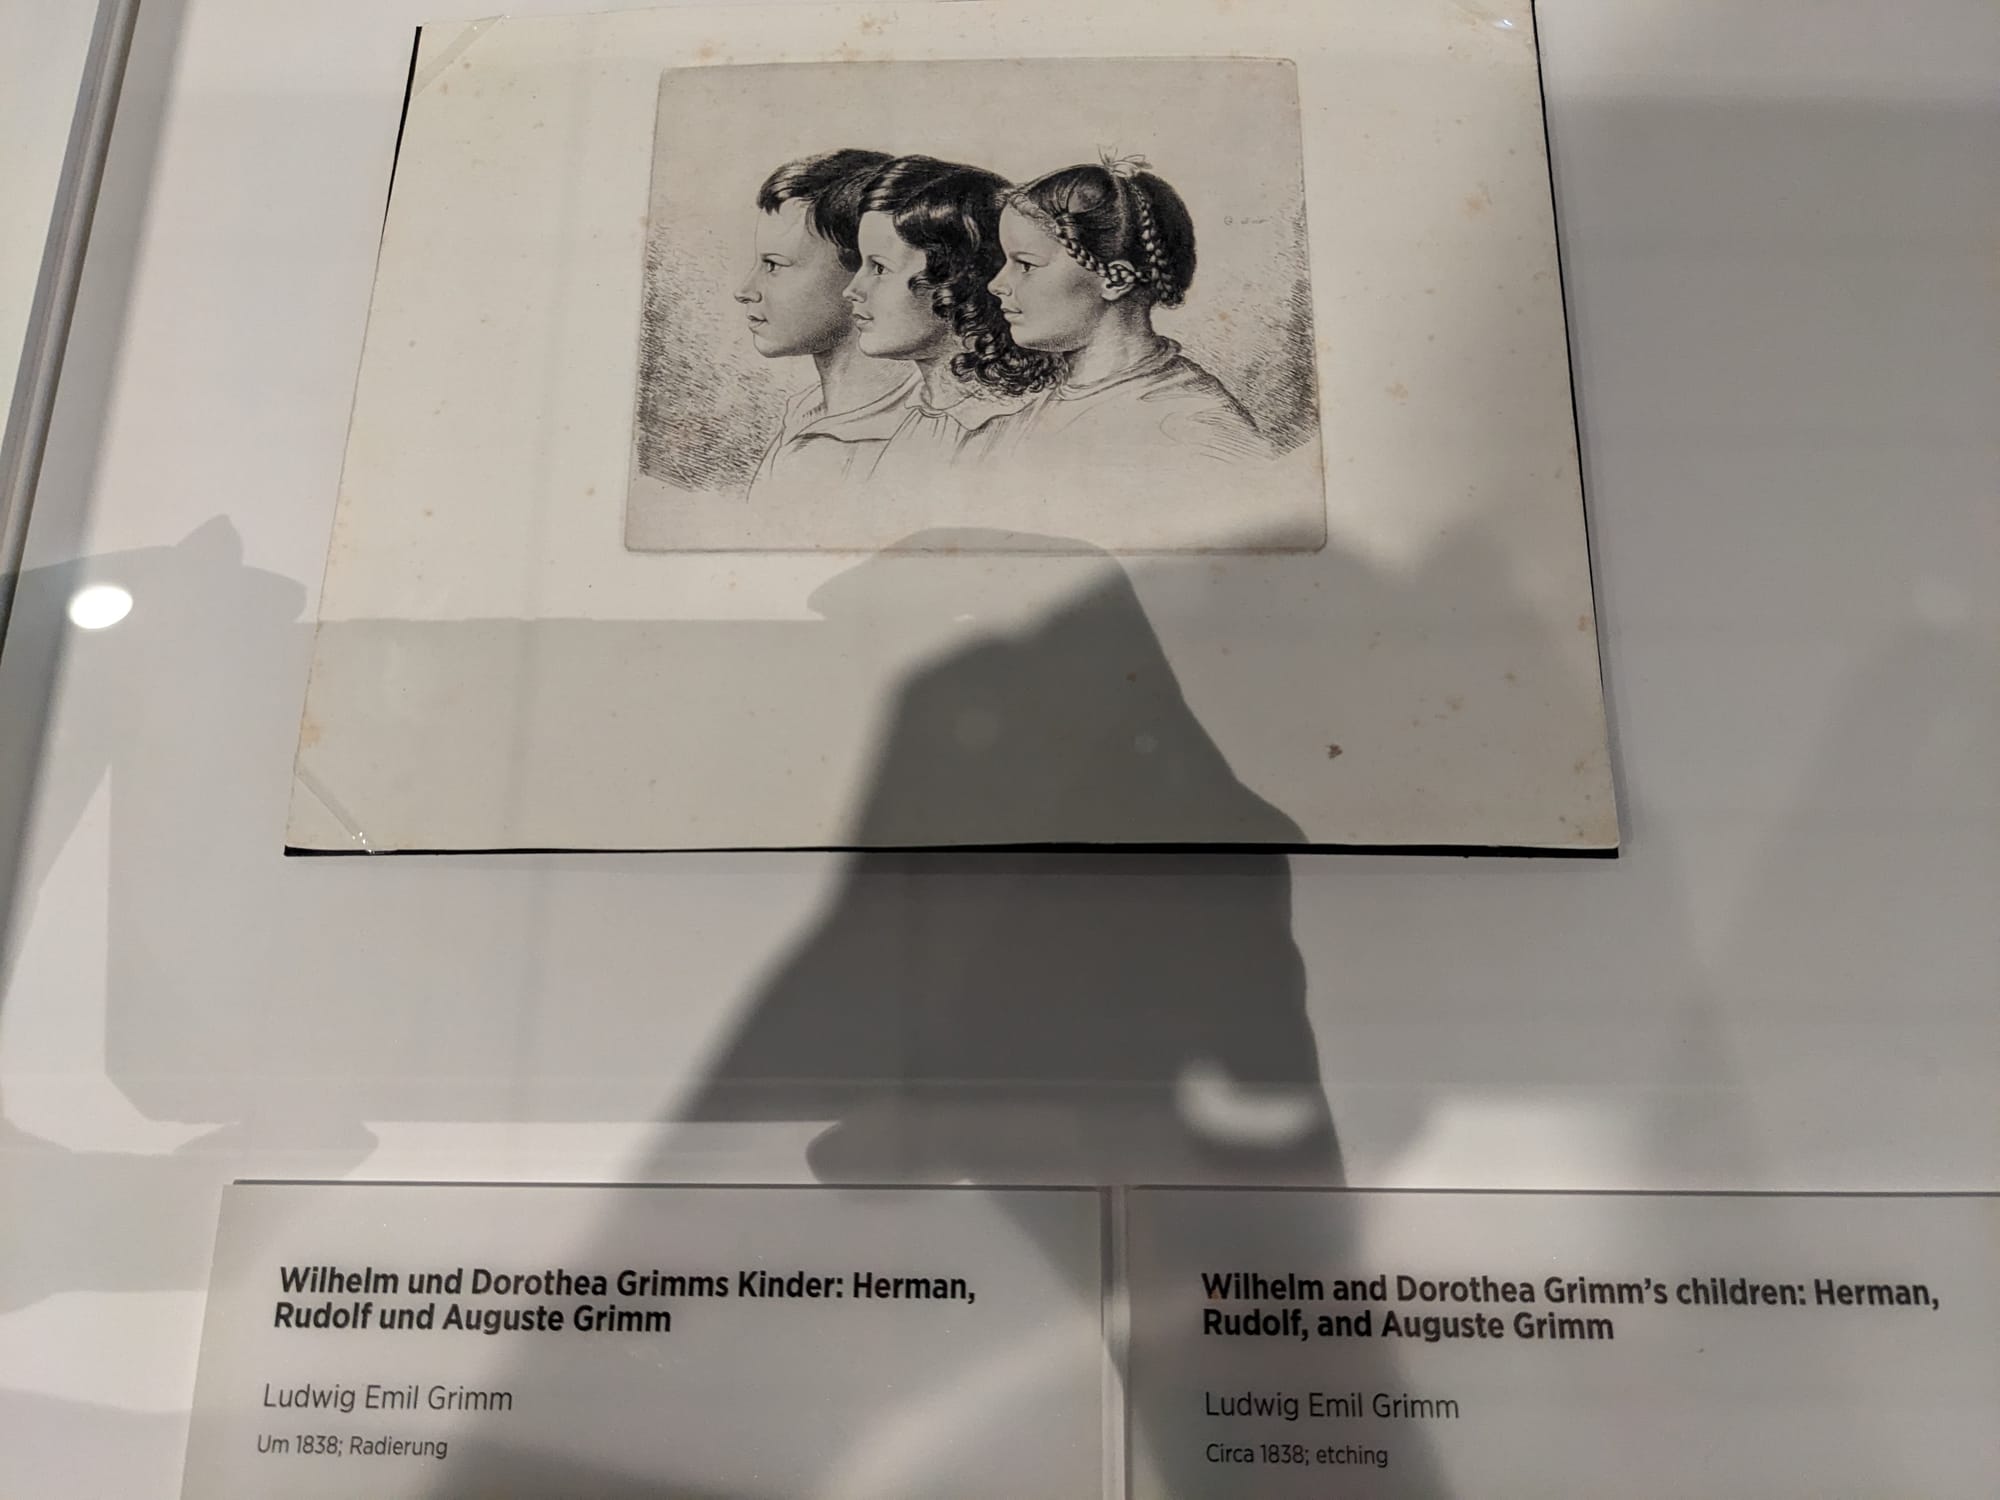 Wilhelm und Dorothea Grimms Kinder: Herman,
Rudolf und Auguste Grimm
Ludwig Emil Grimm
Um 1838; Radierung
Wilhelm and Dorothea Grimm's children: Herman,
Rudolf, and Auguste Grimm
Ludwig Emil Grimm
Circa 1838; etching